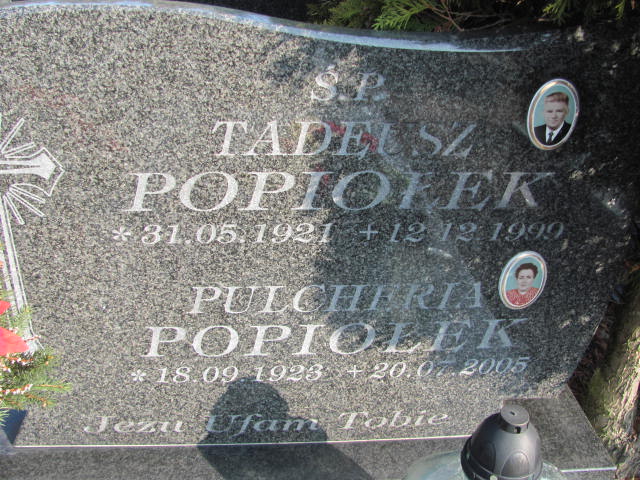 Ś.P.
TADEUSZ
POPIOŁEK
* 31.05.1921 + 12.12.1999
PULCHERIA
POPIOŁEK
* 18.09.1923 + 20.07.2005
Jezu Ufam Tobie